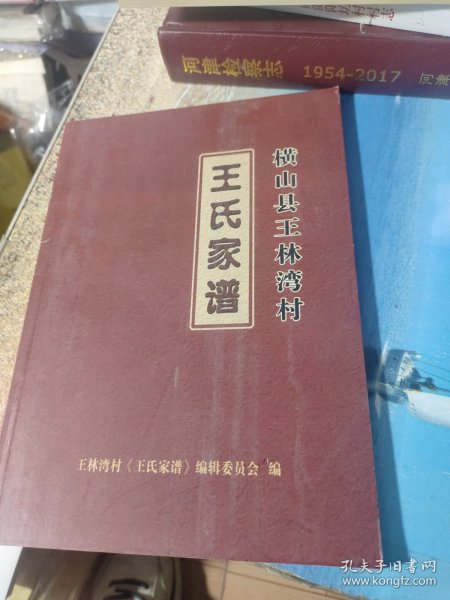 河津检察志 1954-2017
横山县王林湾村
王氏家谱
王林湾村《王氏家谱》编辑委员会 编
孔夫子旧书网
www.kongfz.com